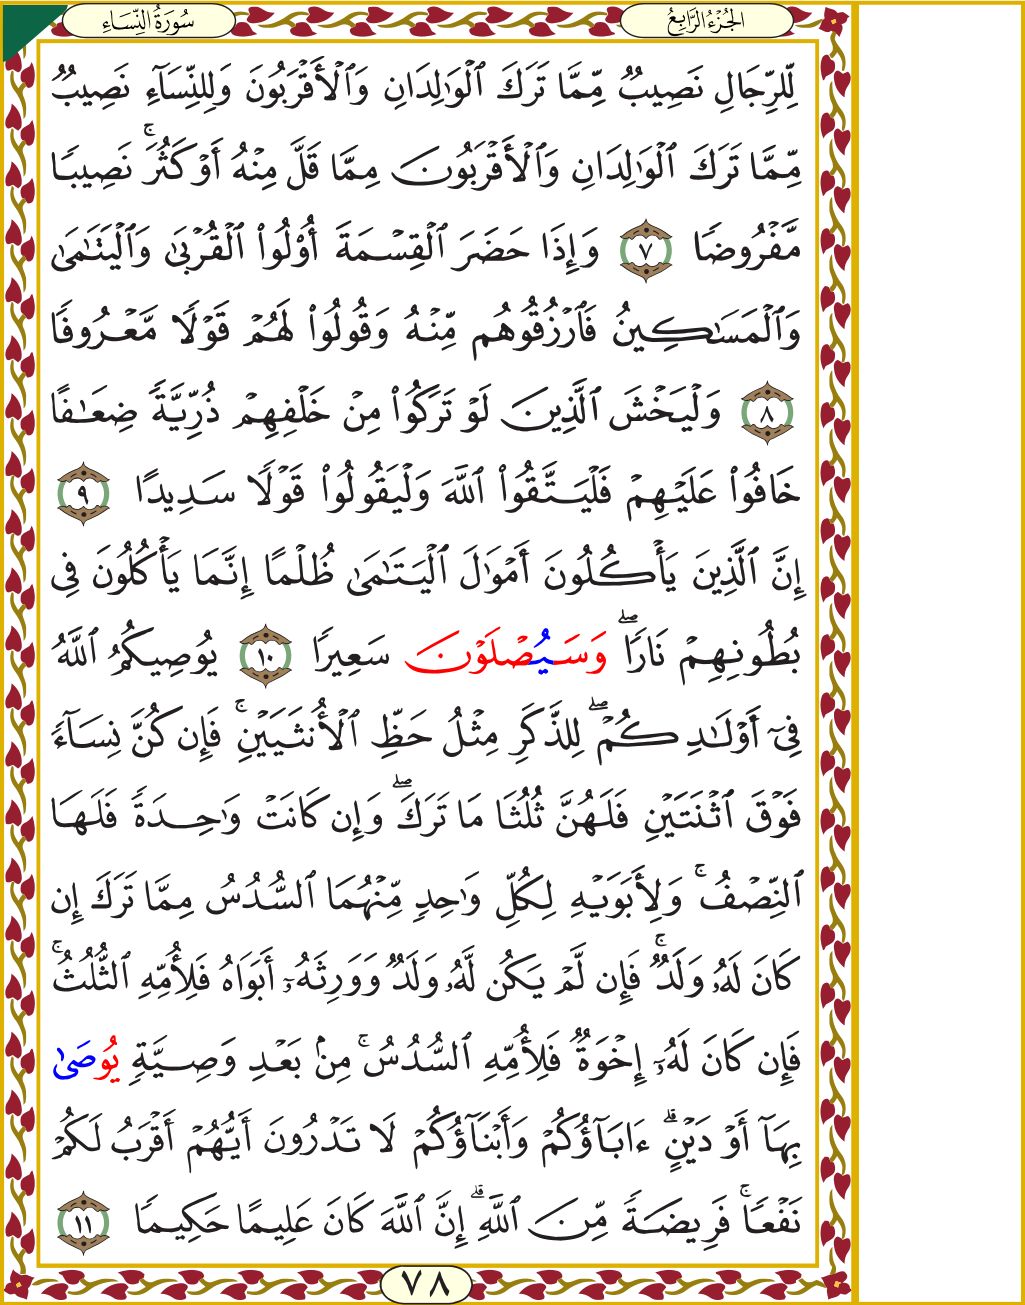 الجُزْءُ الرَّابِعُ
سُورَةُ النِّسَاءِ
لِّلرِّجَالِ نَصِيبٌ مِّمَّا تَرَكَ ٱلْوَٰلِدَانِ وَٱلْأَقْرَبُونَ وَلِلنِّسَآءِ نَصِيبٌ
مِّمَّا تَرَكَ ٱلْوَٰلِدَانِ وَٱلْأَقْرَبُونَ مِمَّا قَلَّ مِنْهُ أَوْ كَثُرَ ۚ نَصِيبًا
مَّفْرُوضًا ٧ وَإِذَا حَضَرَ ٱلْقِسْمَةَ أُو۟لُوا۟ ٱلْقُرْبَىٰ وَٱلْيَتَٰمَىٰ
وَٱلْمَسَٰكِينُ فَٱرْزُقُوهُم مِّنْهُ وَقُولُوا۟ لَهُمْ قَوْلًا مَّعْرُوفًا
٨ وَلْيَخْشَ ٱلَّذِينَ لَوْ تَرَكُوا۟ مِنْ خَلْفِهِمْ ذُرِّيَّةً ضِعَٰفًا
خَافُوا۟ عَلَيْهِمْ فَلْيَتَّقُوا۟ ٱللَّهَ وَلْيَقُولُوا۟ قَوْلًا سَدِيدًا ٩
إِنَّ ٱلَّذِينَ يَأْكُلُونَ أَمْوَٰلَ ٱلْيَتَٰمَىٰ ظُلْمًا إِنَّمَا يَأْكُلُونَ فِى
بُطُونِهِمْ نَارًا ۖ وَسَيُصْلَوْنَ سَعِيرًا ١٠ يُوصِيكُمُ ٱللَّهُ
فِىٓ أَوْلَٰدِكُمْ ۖ لِلذَّكَرِ مِثْلُ حَظِّ ٱلْأُنثَيَيْنِ ۚ فَإِن كُنَّ نِسَآءً
فَوْقَ ٱثْنَتَيْنِ فَلَهُنَّ ثُلُثَا مَا تَرَكَ ۖ وَإِن كَانَتْ وَٰحِدَةً فَلَهَا
ٱلنِّصْفُ ۚ وَلِأَبَوَيْهِ لِكُلِّ وَٰحِدٍ مِّنْهُمَا ٱلسُّدُسُ مِمَّا تَرَكَ إِن
كَانَ لَهُۥ وَلَدٌ ۚ فَإِن لَّمْ يَكُن لَّهُۥ وَلَدٌ وَوَرِثَهُۥٓ أَبَوَاهُ فَلِأُمِّهِ ٱلثُّلُثُ ۚ
فَإِن كَانَ لَهُۥٓ إِخْوَةٌ فَلِأُمِّهِ ٱلسُّدُسُ ۚ مِنۢ بَعْدِ وَصِيَّةٍ يُوصَىٰ
بِهَآ أَوْ دَيْنٍ ۗ ءَابَآؤُكُمْ وَأَبْنَآؤُكُمْ لَا تَدْرُونَ أَيُّهُمْ أَقْرَبُ لَكُمْ
نَفْعًا ۚ فَرِيضَةً مِّنَ ٱللَّهِ ۗ إِنَّ ٱللَّهَ كَانَ عَلِيمًا حَكِيمًا ١١
٧٨